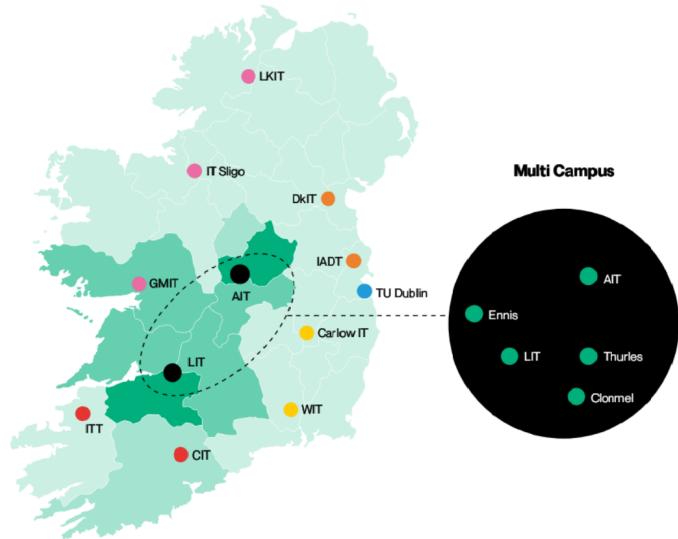 LKIT
Multi Campus
IT Sligo
DkIT
IADT
AIT
GMIT
TU Dublin
AIT
Ennis
Carlow IT
LIT
Thurles
LIT
Clonmel
WIT
ITT
CIT